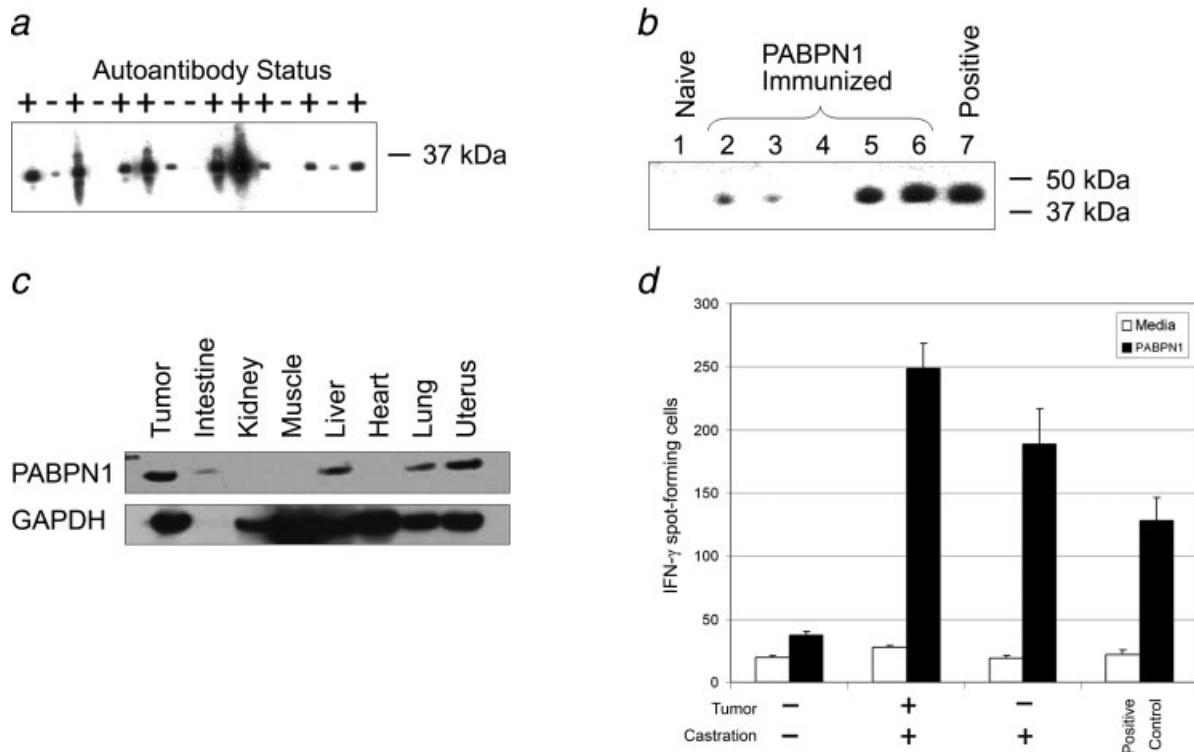 a
Autoantibody Status
+ - + - + + - - + + + - + - +
37 kDa
b
Naive
PABPN1
Immunized
Positive
1 2 3 4 5 6 7
50 kDa
37 kDa
c
Tumor
Intestine
Kidney
Muscle
Liver
Heart
Lung
Uterus
PABPN1
GAPDH
d
300
250
200
150
100
50
0
IFN-γ spot-forming cells
Media
PABPN1
Tumor − + −
Castration − + +
Positive
Control